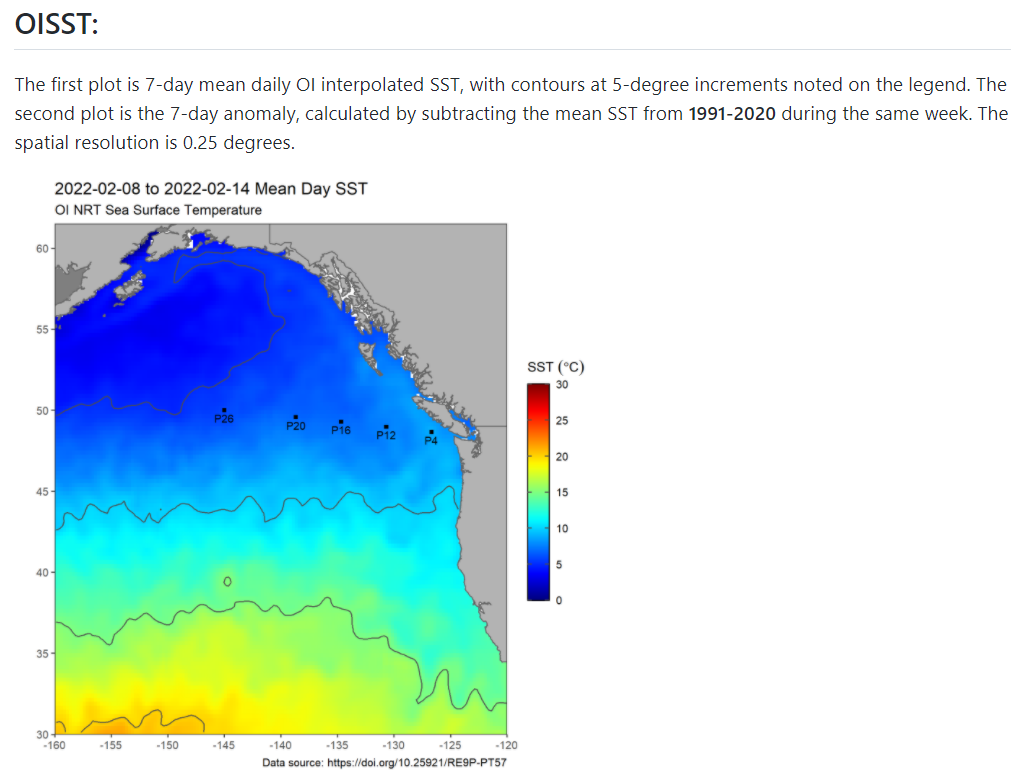 OISST:
The first plot is 7-day mean daily OI interpolated SST, with contours at 5-degree increments noted on the legend. The
second plot is the 7-day anomaly, calculated by subtracting the mean SST from 1991-2020 during the same week. The
spatial resolution is 0.25 degrees.
2022-02-08 to 2022-02-14 Mean Day SST
OI NRT Sea Surface Temperature
60
55
50
45
40
35
30
P26
P20
P16
P12
P4
-160 -155 -150 -145 -140 -135 -130 -125 -120
SST (°C)
30
25
20
15
10
5
0
Data source: https://doi.org/10.25921/RE9P-PT57